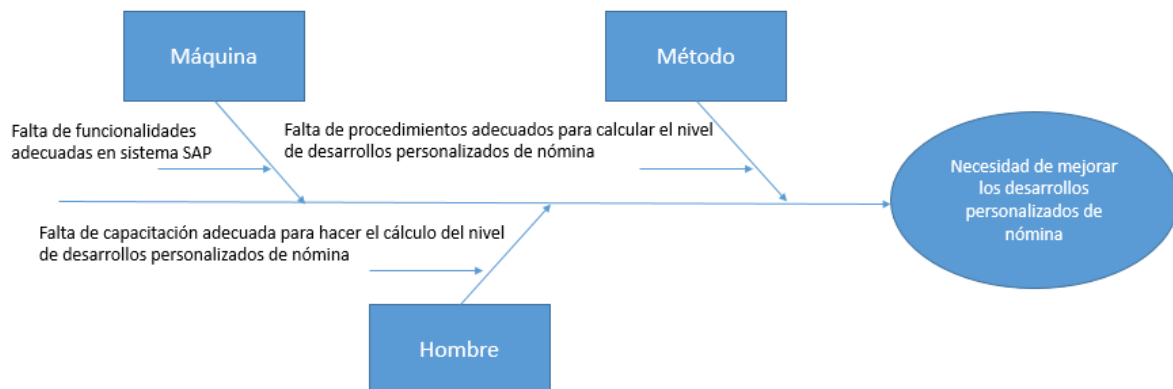 Máquina
Método
Falta de funcionalidades
adecuadas en sistema SAP
Falta de procedimientos adecuados para calcular el nivel
de desarrollos personalizados de nómina
Necesidad de mejorar
los desarrollos
personalizados de
nómina
Falta de capacitación adecuada para hacer el cálculo del nivel
de desarrollos personalizados de nómina
Hombre